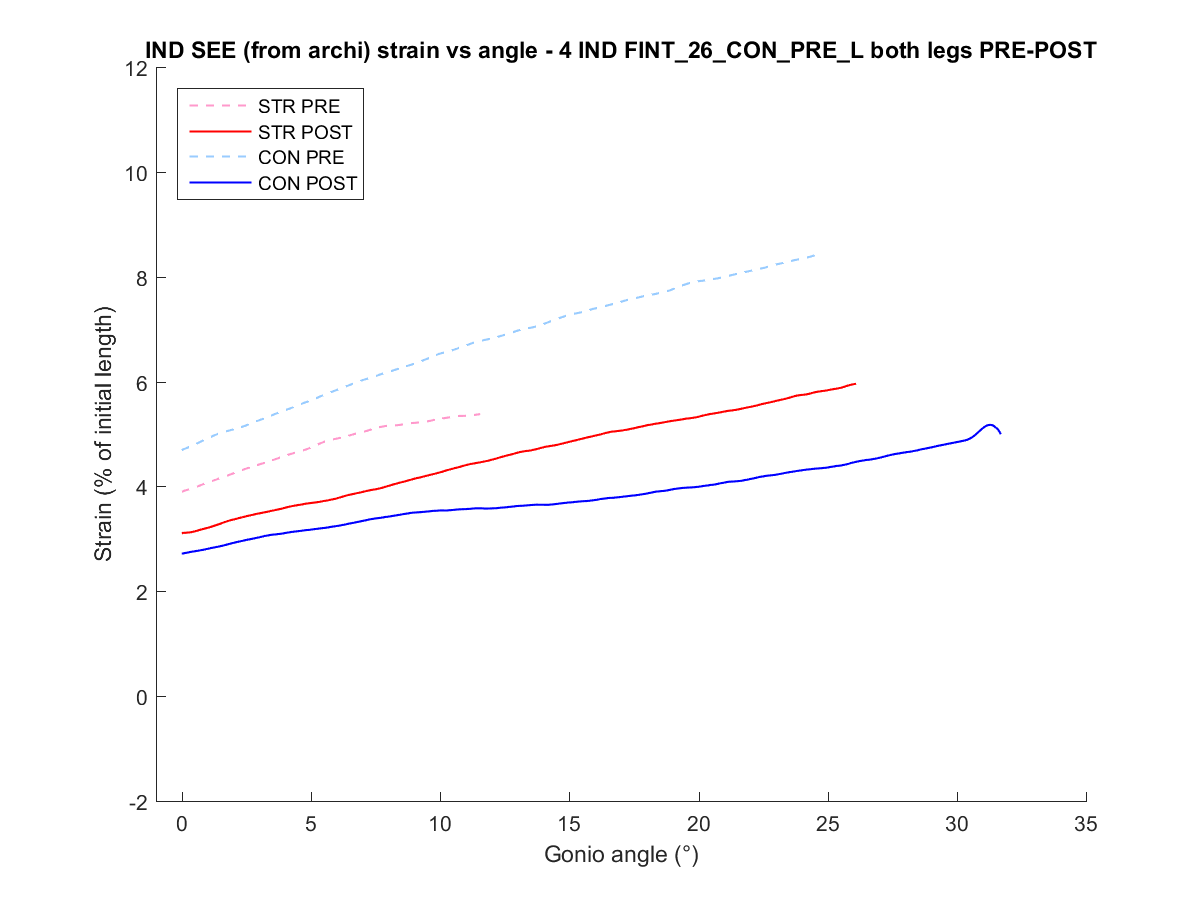 IND SEE (from archi) strain vs angle - 4 IND FINT_26_CON_PRE_L both legs PRE-POST
STR PRE
STR POST
CON PRE
CON POST
Strain (% of initial length)
12
10
8
6
4
2
0
-2
0 5 10 15 20 25 30 35
Gonio angle (°)